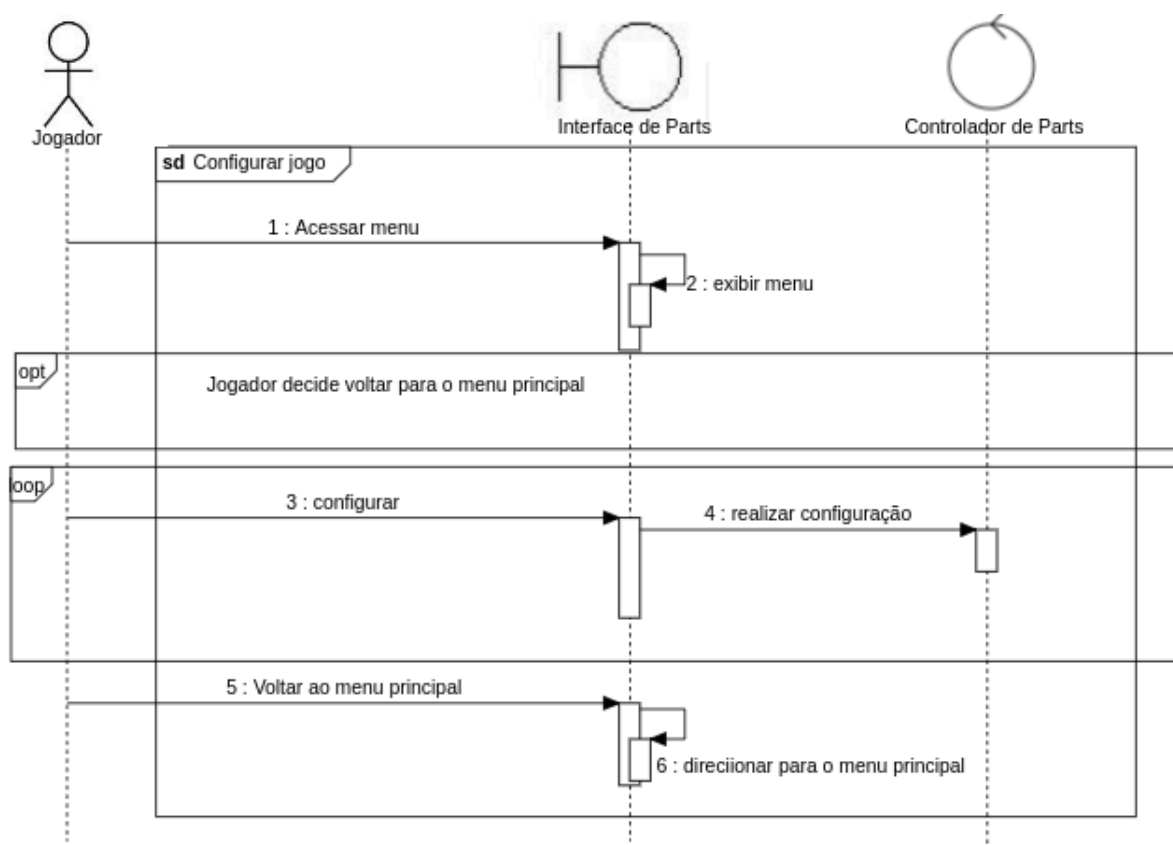 Jogador
Interface de Parts
Controlador de Parts
sd Configurar jogo
1 : Acessar menu
2 : exibir menu
opt
Jogador decide voltar para o menu principal
loop
3 : configurar
4 : realizar configuração
5 : Voltar ao menu principal
6 : direciionar para o menu principal